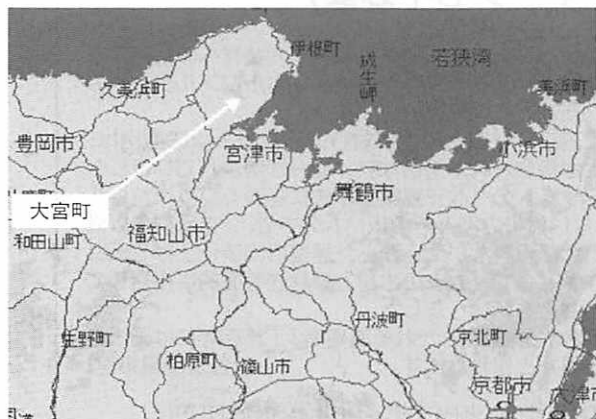 伊根町
若狭湾
成生岬
久美浜町
美浜町
豊岡市
宮津市
小浜市
舞鶴市
大宮町
福知山市
和田山町
丹波町
生野町
京北町
柏原町
篠山市
京都市
大津市